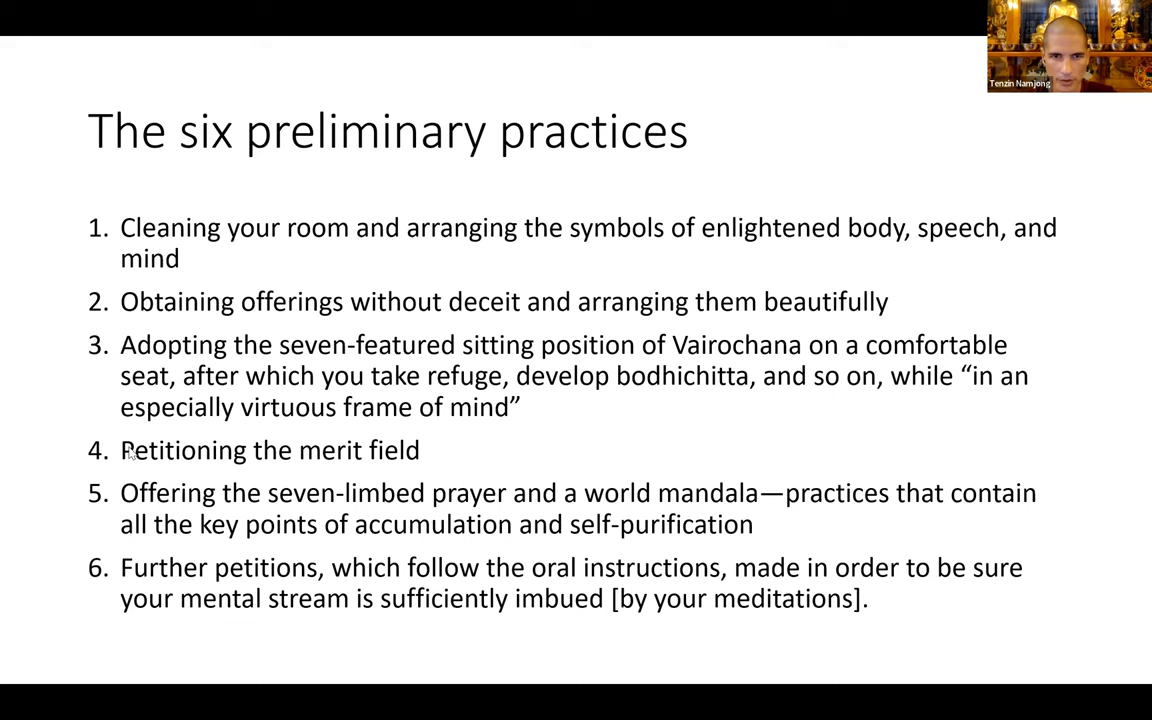 Tenzin Namjong
The six preliminary practices
1. Cleaning your room and arranging the symbols of enlightened body, speech, and
mind
2. Obtaining offerings without deceit and arranging them beautifully
3. Adopting the seven-featured sitting position of Vairochana on a comfortable
seat, after which you take refuge, develop bodhichitta, and so on, while “in an
especially virtuous frame of mind”
4. Petitioning the merit field
5. Offering the seven-limbed prayer and a world mandala—practices that contain
all the key points of accumulation and self-purification
6. Further petitions, which follow the oral instructions, made in order to be sure
your mental stream is sufficiently imbued [by your meditations].